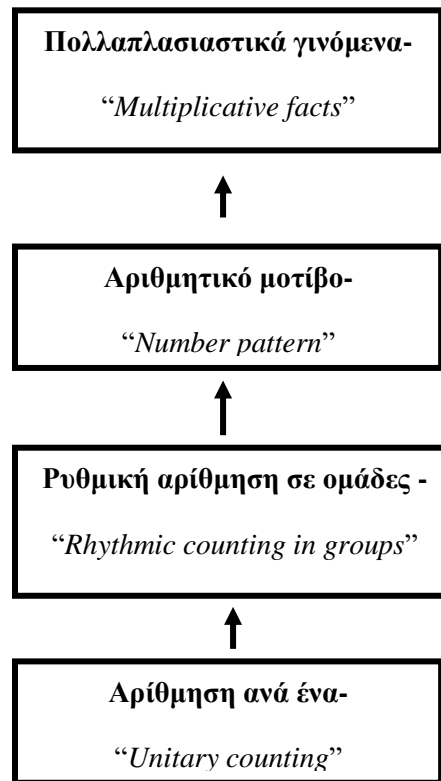 Πολλαπλασιαστικά γινόμενα-
“Multiplicative facts”
Αριθμητικό μοτίβο-
“Number pattern”
Ρυθμική αρίθμηση σε ομάδες -
“Rhythmic counting in groups”
Αρίθμηση ανά ένα-
“Unitary counting”